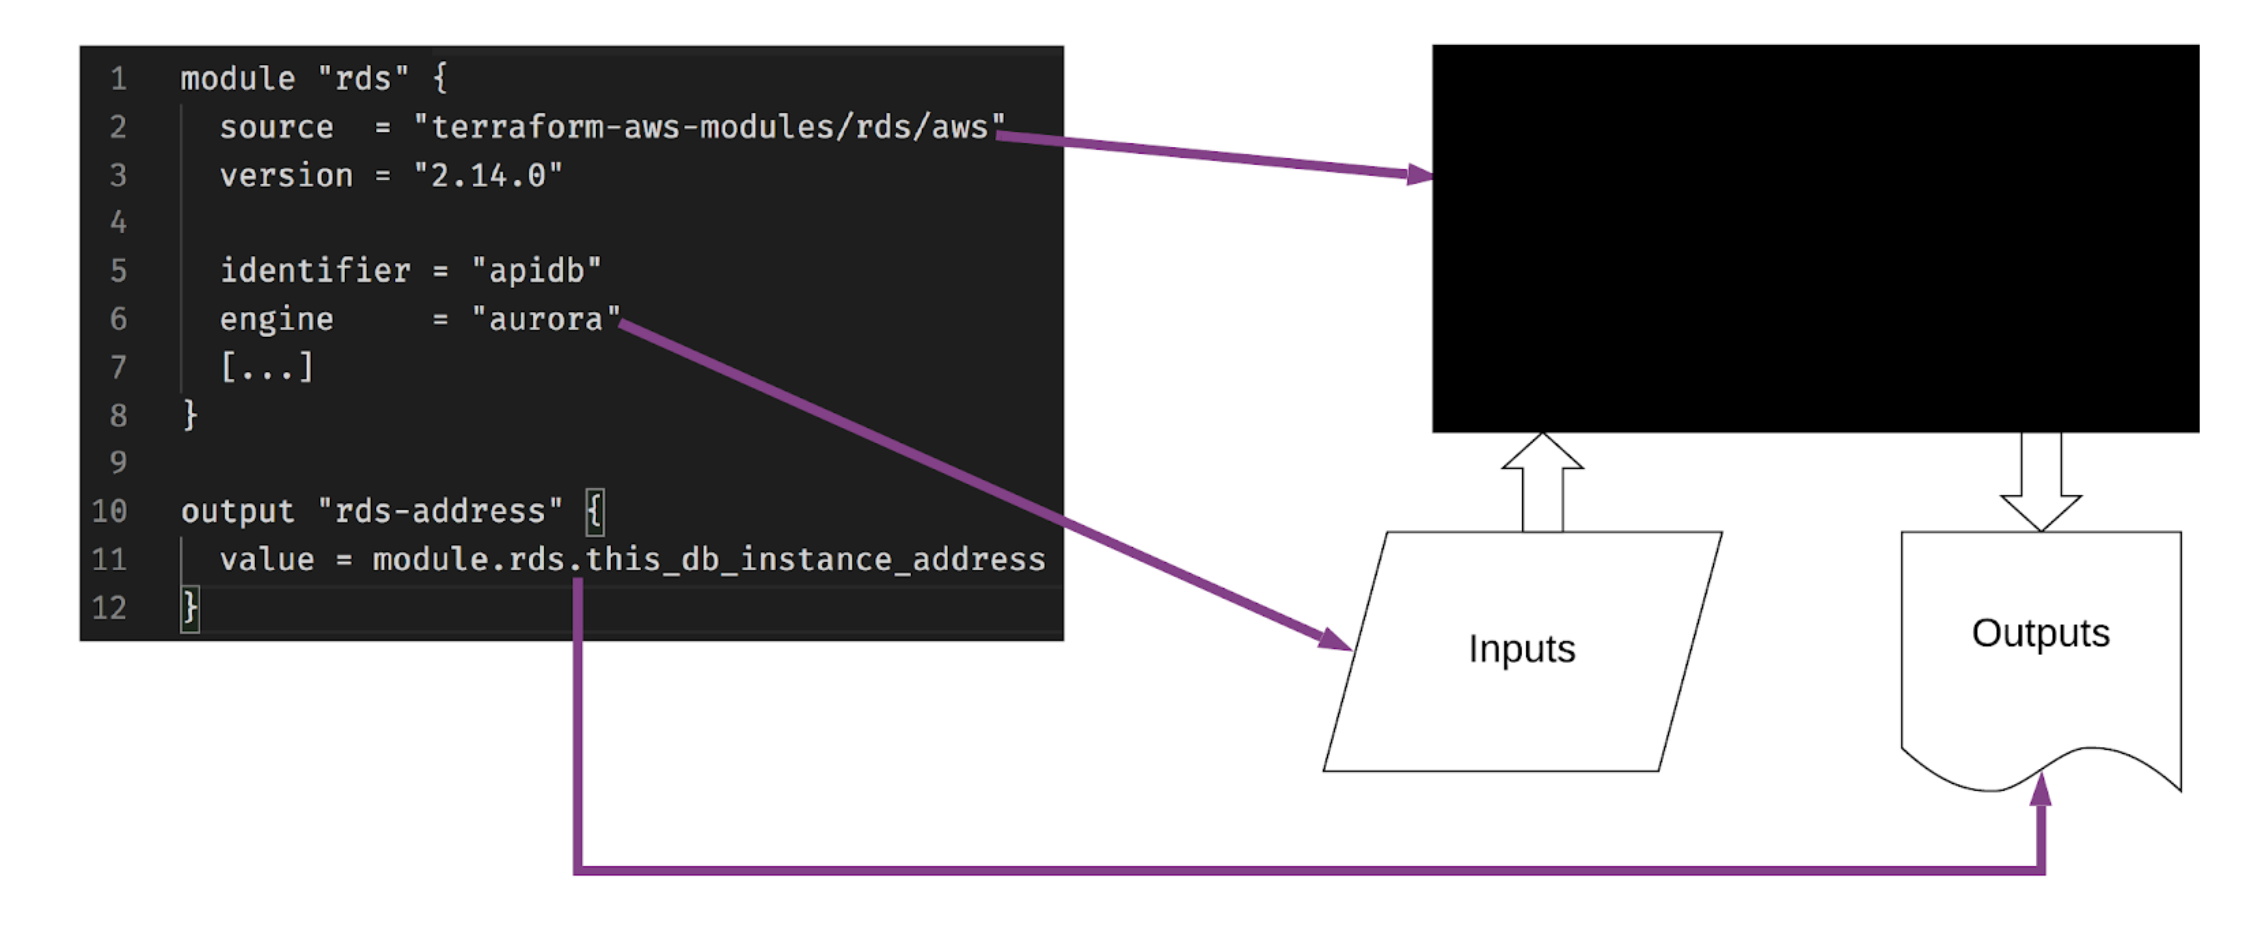 1 module "rds" {
2 source = "terraform-aws-modules/rds/aws"
3 version = "2.14.0"
4
5 identifier = "apidb"
6 engine = "aurora"
7 [...]
8 }
9
10 output "rds-address" {
11 value = module.rds.this_db_instance_address
12 }
Inputs
Outputs